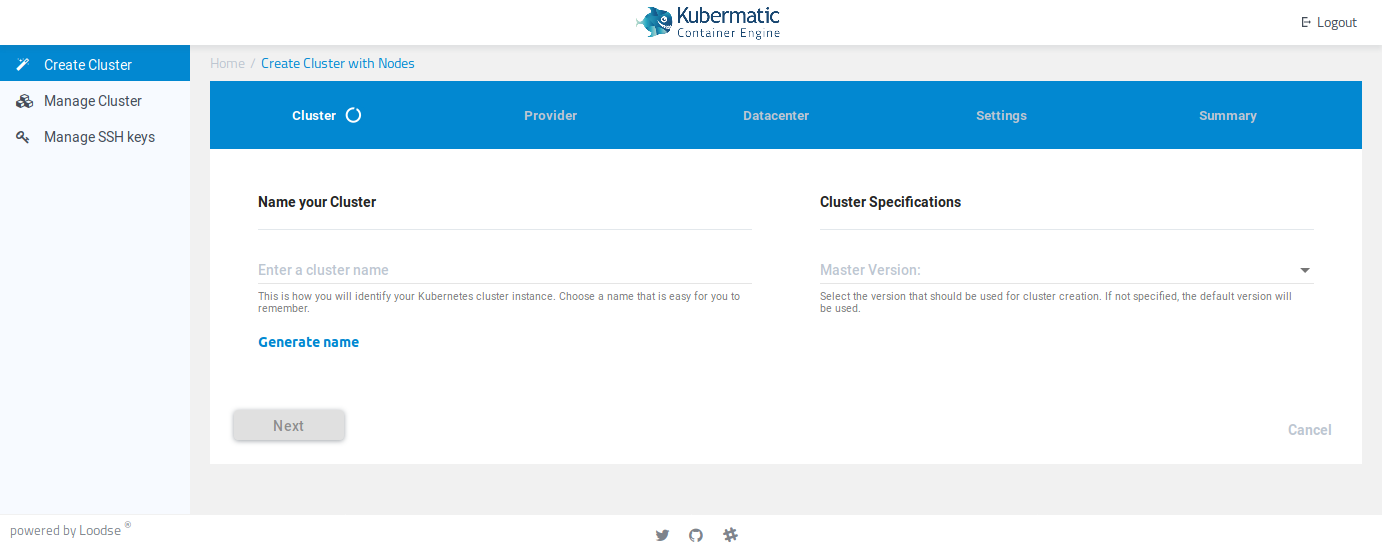 Kubermatic
Container Engine
Logout
Create Cluster
Manage Cluster
Manage SSH keys
Home / Create Cluster with Nodes
Cluster
Provider
Datacenter
Settings
Summary
Name your Cluster
Enter a cluster name
This is how you will identify your Kubernetes cluster instance. Choose a name that is easy for you to
remember.
Generate name
Cluster Specifications
Master Version:
Select the version that should be used for cluster creation. If not specified, the default version will
be used.
Next
Cancel
powered by Loodse ®